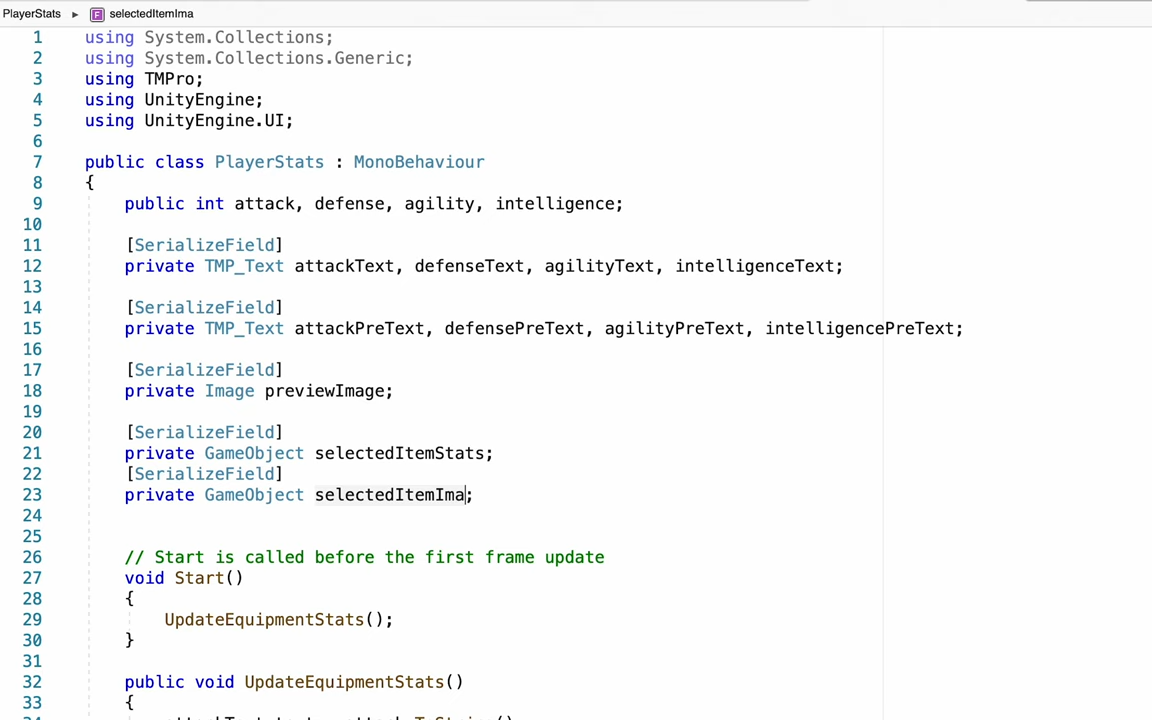 PlayerStats ▸ F selectedItemIma
1 using System.Collections;
2 using System.Collections.Generic;
3 using TMPro;
4 using UnityEngine;
5 using UnityEngine.UI;
6
7 public class PlayerStats : MonoBehaviour
8 {
9 public int attack, defense, agility, intelligence;
10
11 [SerializeField]
12 private TMP_Text attackText, defenseText, agilityText, intelligenceText;
13
14 [SerializeField]
15 private TMP_Text attackPreText, defensePreText, agilityPreText, intelligencePreText;
16
17 [SerializeField]
18 private Image previewImage;
19
20 [SerializeField]
21 private GameObject selectedItemStats;
22 [SerializeField]
23 private GameObject selectedItemIma;
24
25
26 // Start is called before the first frame update
27 void Start()
28 {
29 UpdateEquipmentStats();
30 }
31
32 public void UpdateEquipmentStats()
33 {